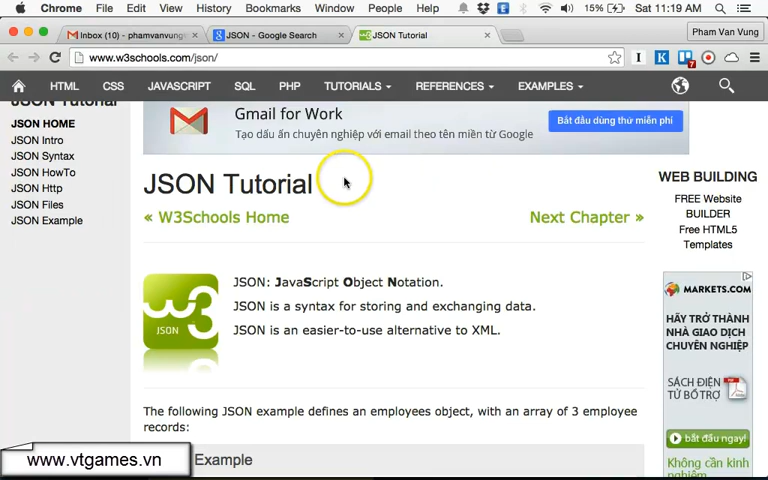 Chrome File Edit View History Bookmarks Window People Help 15% Sat 11:19 AM
Inbox (10) - phamvanvung JSON - Google Search JSON Tutorial Pham Van Vung
www.w3schools.com/json/
7
HTML CSS JAVASCRIPT SQL PHP TUTORIALS REFERENCES EXAMPLES
JSON Tutorial
JSON HOME
JSON Intro
JSON Syntax
JSON HowTo
JSON Http
JSON Files
JSON Example
Gmail for Work
Tạo dấu ấn chuyên nghiệp với email theo tên miền từ Google
Bắt đầu dùng thử miễn phí
JSON Tutorial
« W3Schools Home Next Chapter »
w3
JSON
JSON: JavaScript Object Notation.
JSON is a syntax for storing and exchanging data.
JSON is an easier-to-use alternative to XML.
The following JSON example defines an employees object, with an array of 3 employee
records:
Example
WEB BUILDING
FREE Website
BUILDER
Free HTML5
Templates
MARKETS.COM
HÃY TRỞ THÀNH
NHÀ GIAO DỊCH
CHUYÊN NGHIỆP
SÁCH ĐIỆN
TỬ BỔ TRỢ
bắt đầu ngay!
Không cần kinh
www.vtgames.vn